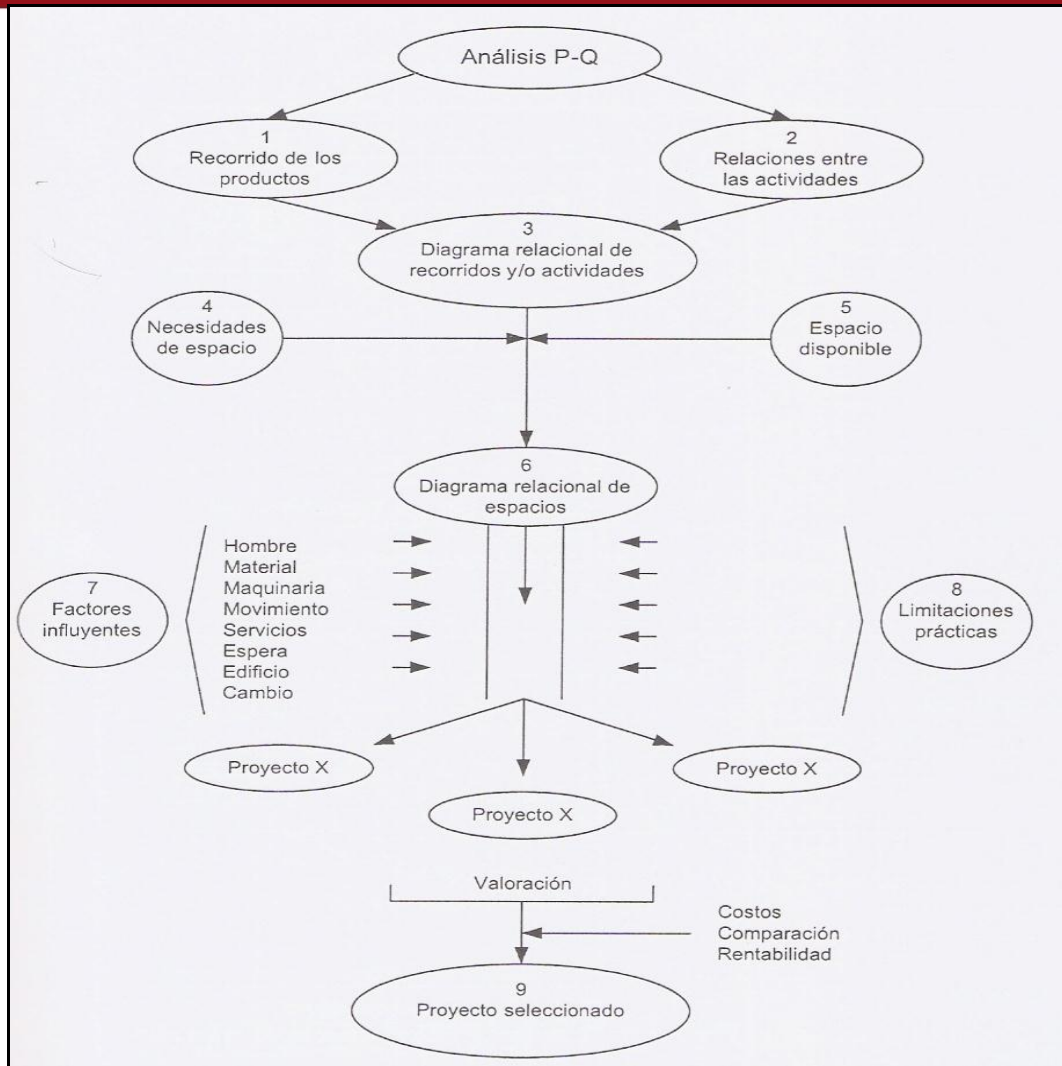 Análisis P-Q
1
Recorrido de los
productos
2
Relaciones entre
las actividades
3
Diagrama relacional de
recorridos y/o actividades
4
Necesidades
de espacio
5
Espacio
disponible
6
Diagrama relacional de
espacios
7
Factores
influyentes
Hombre
Material
Maquinaria
Movimiento
Servicios
Espera
Edificio
Cambio
8
Limitaciones
prácticas
Proyecto X
Proyecto X
Proyecto X
Valoración
Costos
Comparación
Rentabilidad
9
Proyecto seleccionado